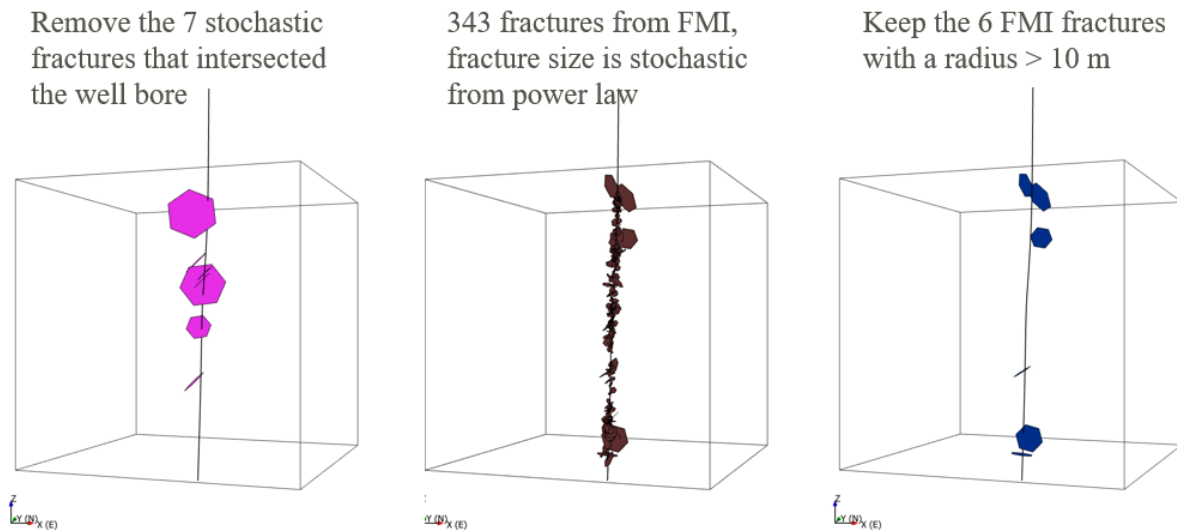 Remove the 7 stochastic
fractures that intersected
the well bore
343 fractures from FMI,
fracture size is stochastic
from power law
Keep the 6 FMI fractures
with a radius > 10 m
Z
Y (N)
X (E)
Z
Y (N)
X (E)
Z
Y (N)
X (E)